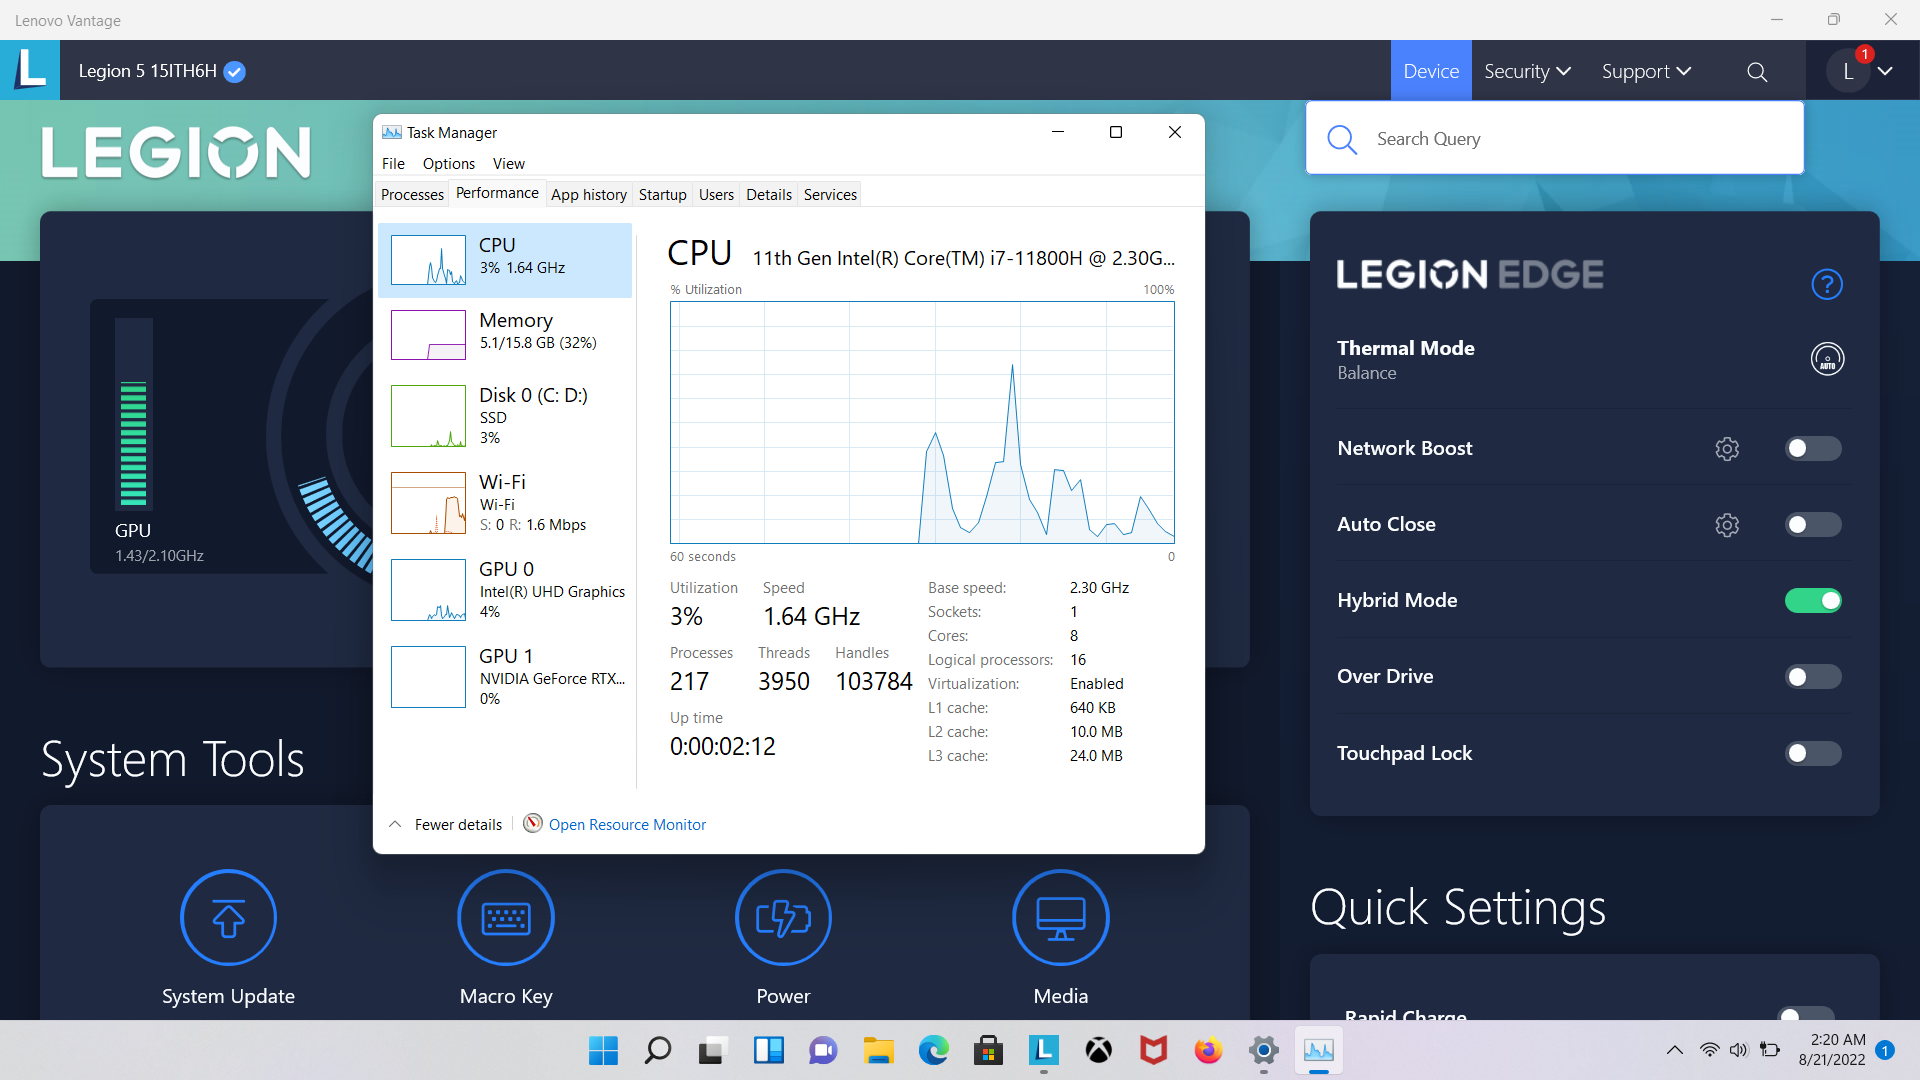 Lenovo Vantage
L
Legion 5 15ITH6H
Device
Security
Support
L
1
LEGION
Search Query
Task Manager
File
Options
View
Processes
Performance
App history
Startup
Users
Details
Services
CPU
3% 1.64 GHz
Memory
5.1/15.8 GB (32%)
Disk 0 (C: D:)
SSD
3%
Wi-Fi
Wi-Fi
S: 0 R: 1.6 Mbps
GPU 0
Intel(R) UHD Graphics
4%
GPU 1
NVIDIA GeForce RTX...
0%
CPU
11th Gen Intel(R) Core(TM) i7-11800H @ 2.30G...
% Utilization
100%
60 seconds
0
Utilization
Speed
3%
1.64 GHz
Processes
Threads
Handles
217
3950
103784
Up time
0:00:02:12
Base speed: 2.30 GHz
Sockets: 1
Cores: 8
Logical processors: 16
Virtualization: Enabled
L1 cache: 640 KB
L2 cache: 10.0 MB
L3 cache: 24.0 MB
Fewer details
Open Resource Monitor
GPU
1.43/2.10GHz
LEGION EDGE
?
Thermal Mode
Balance
AUTO
Network Boost
Auto Close
Hybrid Mode
Over Drive
Touchpad Lock
System Tools
System Update
Macro Key
Power
Media
Quick Settings
Rapid Charge
L
2:20 AM
8/21/2022
1